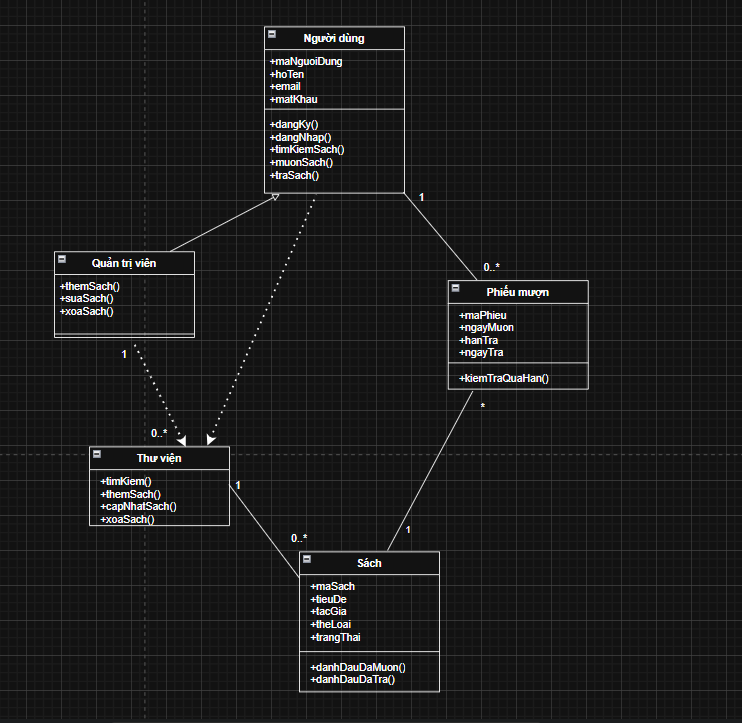 Người dùng
+maNguoiDung
+hoTen
+email
+matKhau
+dangKy()
+dangNhap()
+timKiemSach()
+muonSach()
+traSach()
1
0..*
Quản trị viên
+themSach()
+suaSach()
+xoaSach()
1
0..*
Phiếu mượn
+maPhieu
+ngayMuon
+hanTra
+ngayTra
+kiemTraQuaHan()
*
1
Thư viện
+timKiem()
+themSach()
+capNhatSach()
+xoaSach()
1
0..*
Sách
+maSach
+tieuDe
+tacGia
+theLoai
+trangThai
+danhDauDaMuon()
+danhDauDaTra()